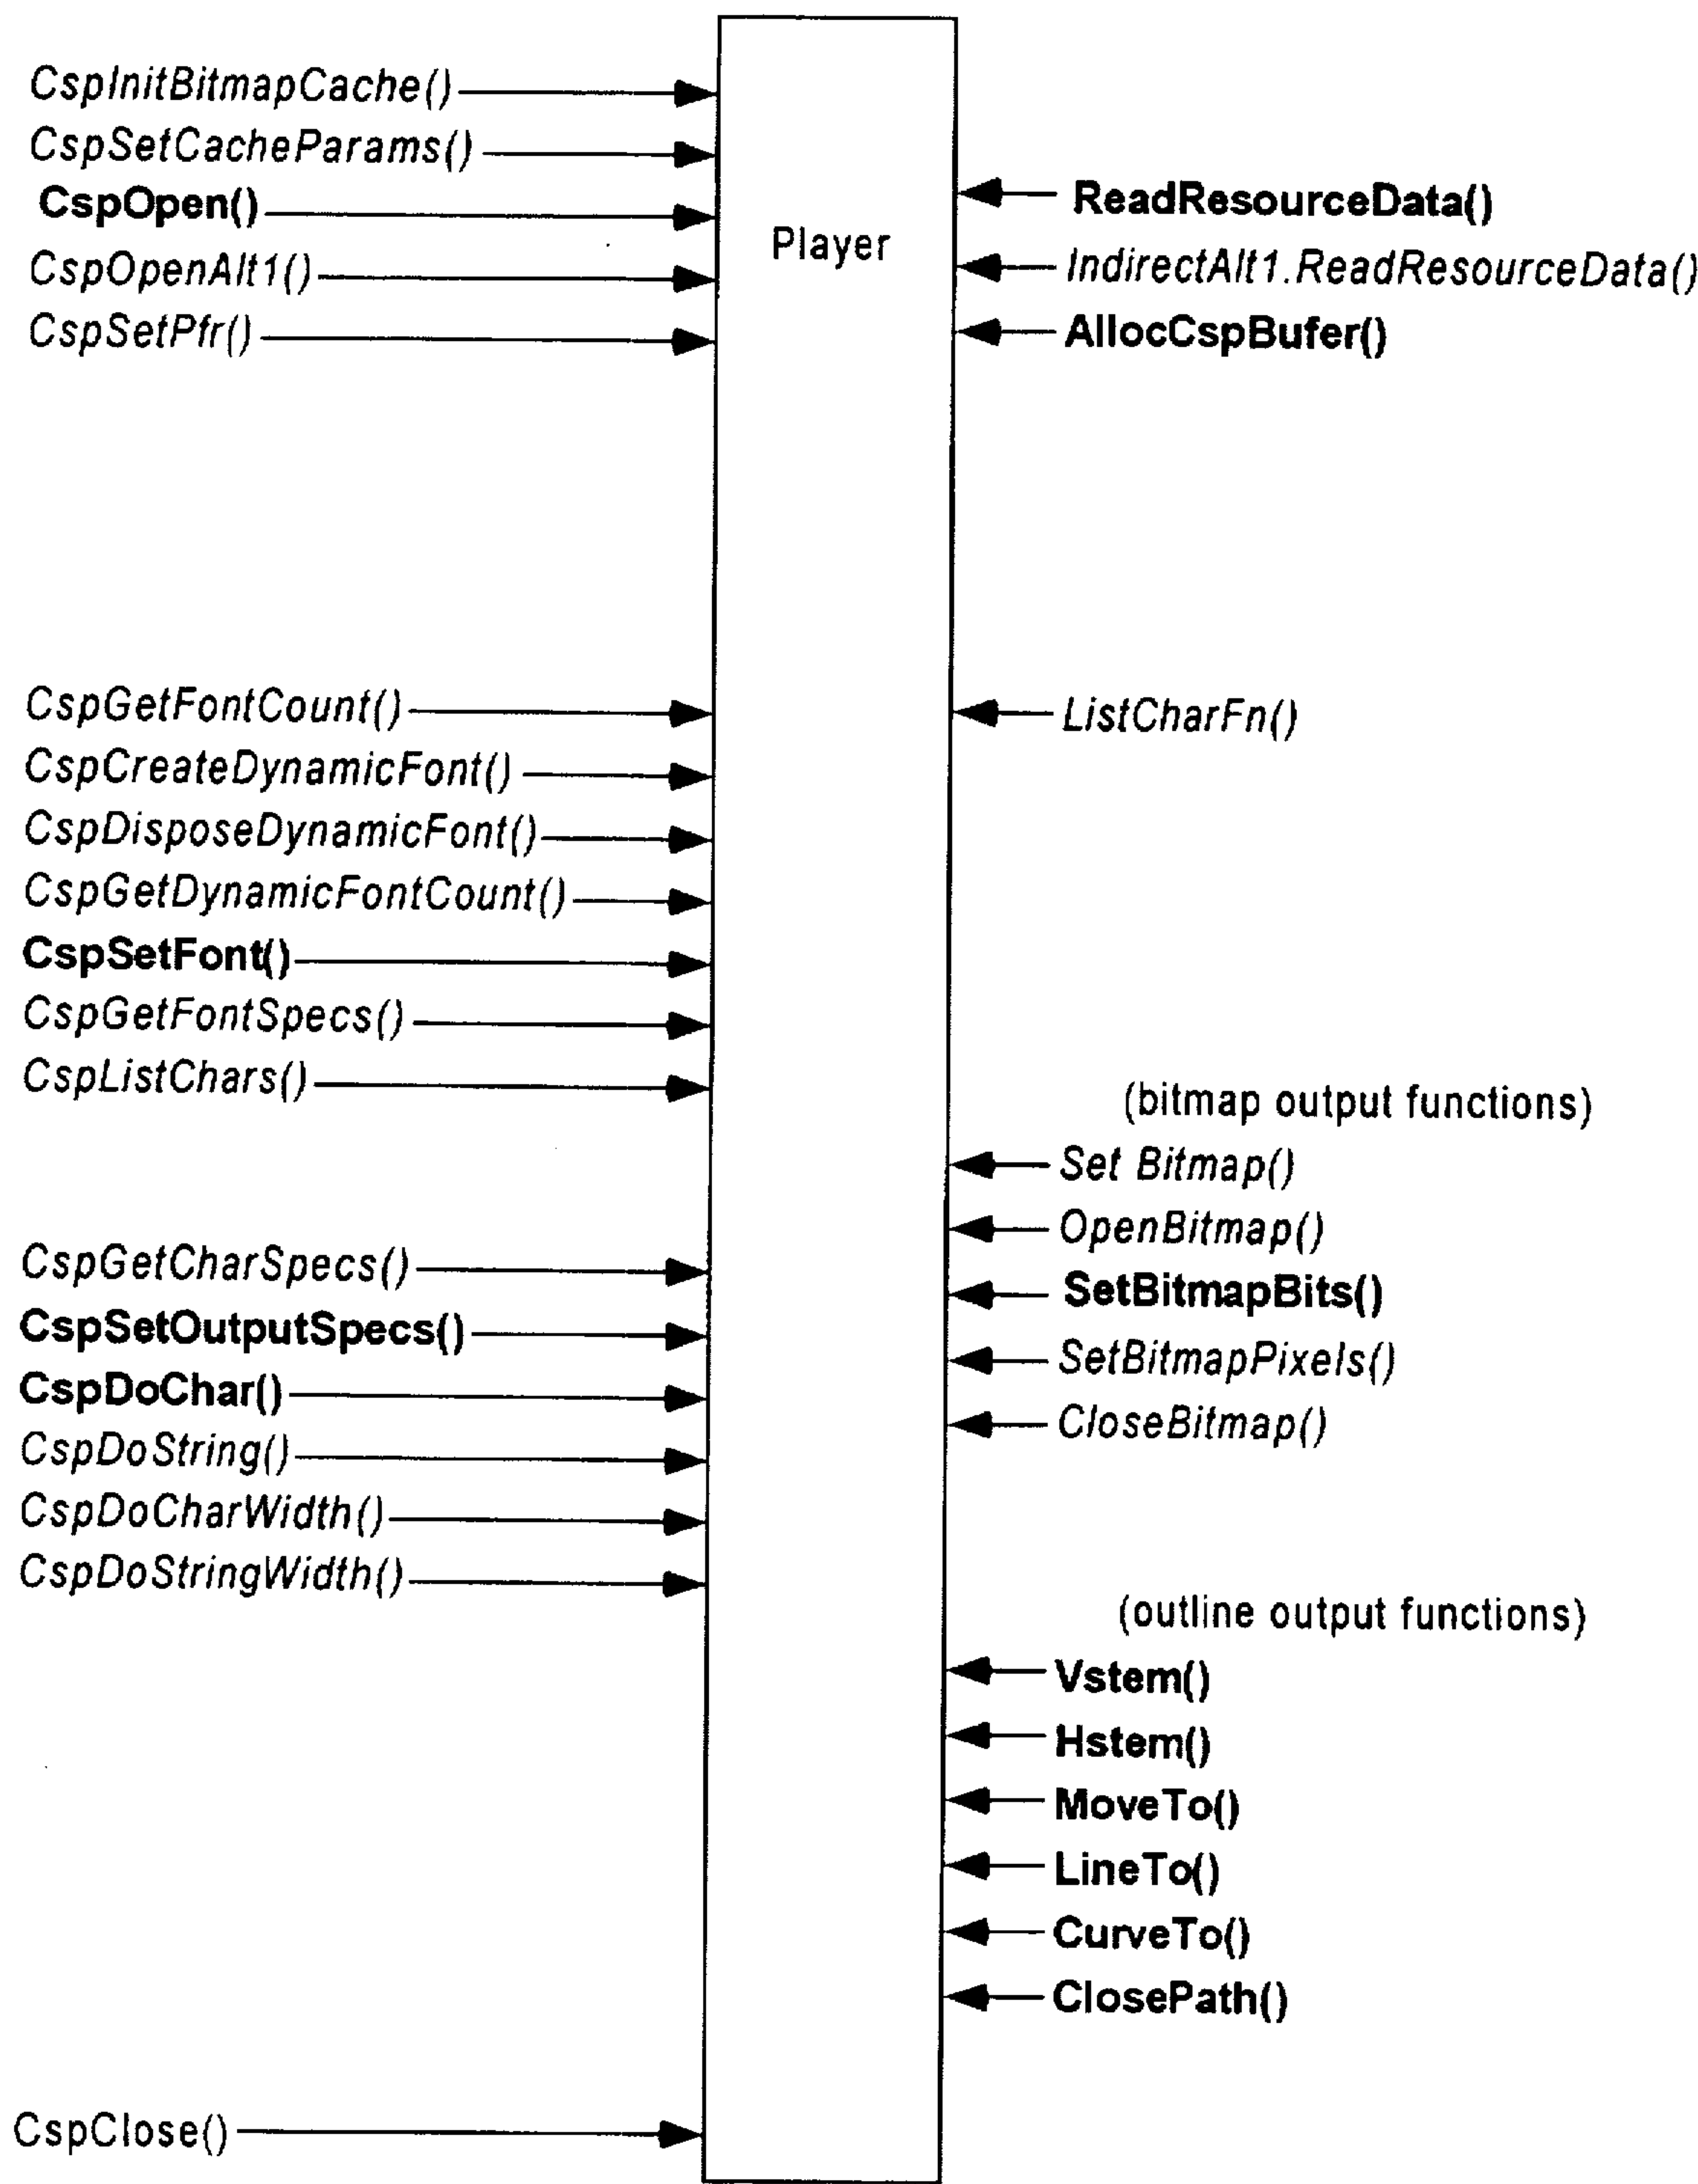 CspInitBitmapCache()
CspSetCacheParams()
CspOpen()
CspOpenAlt1()
CspSetPfr()
Player
ReadResourceData()
IndirectAlt1.ReadResourceData()
AllocCspBufer()
CspGetFontCount()
CspCreateDynamicFont()
CspDisposeDynamicFont()
CspGetDynamicFontCount()
CspSetFont()
CspGetFontSpecs()
CspListChars()
ListCharFn()
CspGetCharSpecs()
CspSetOutputSpecs()
CspDoChar()
CspDoString()
CspDoCharWidth()
CspDoStringWidth()
(bitmap output functions)
Set Bitmap()
OpenBitmap()
SetBitmapBits()
SetBitmapPixels()
CloseBitmap()
(outline output functions)
Vstem()
Hstem()
MoveTo()
LineTo()
CurveTo()
ClosePath()
CspClose()